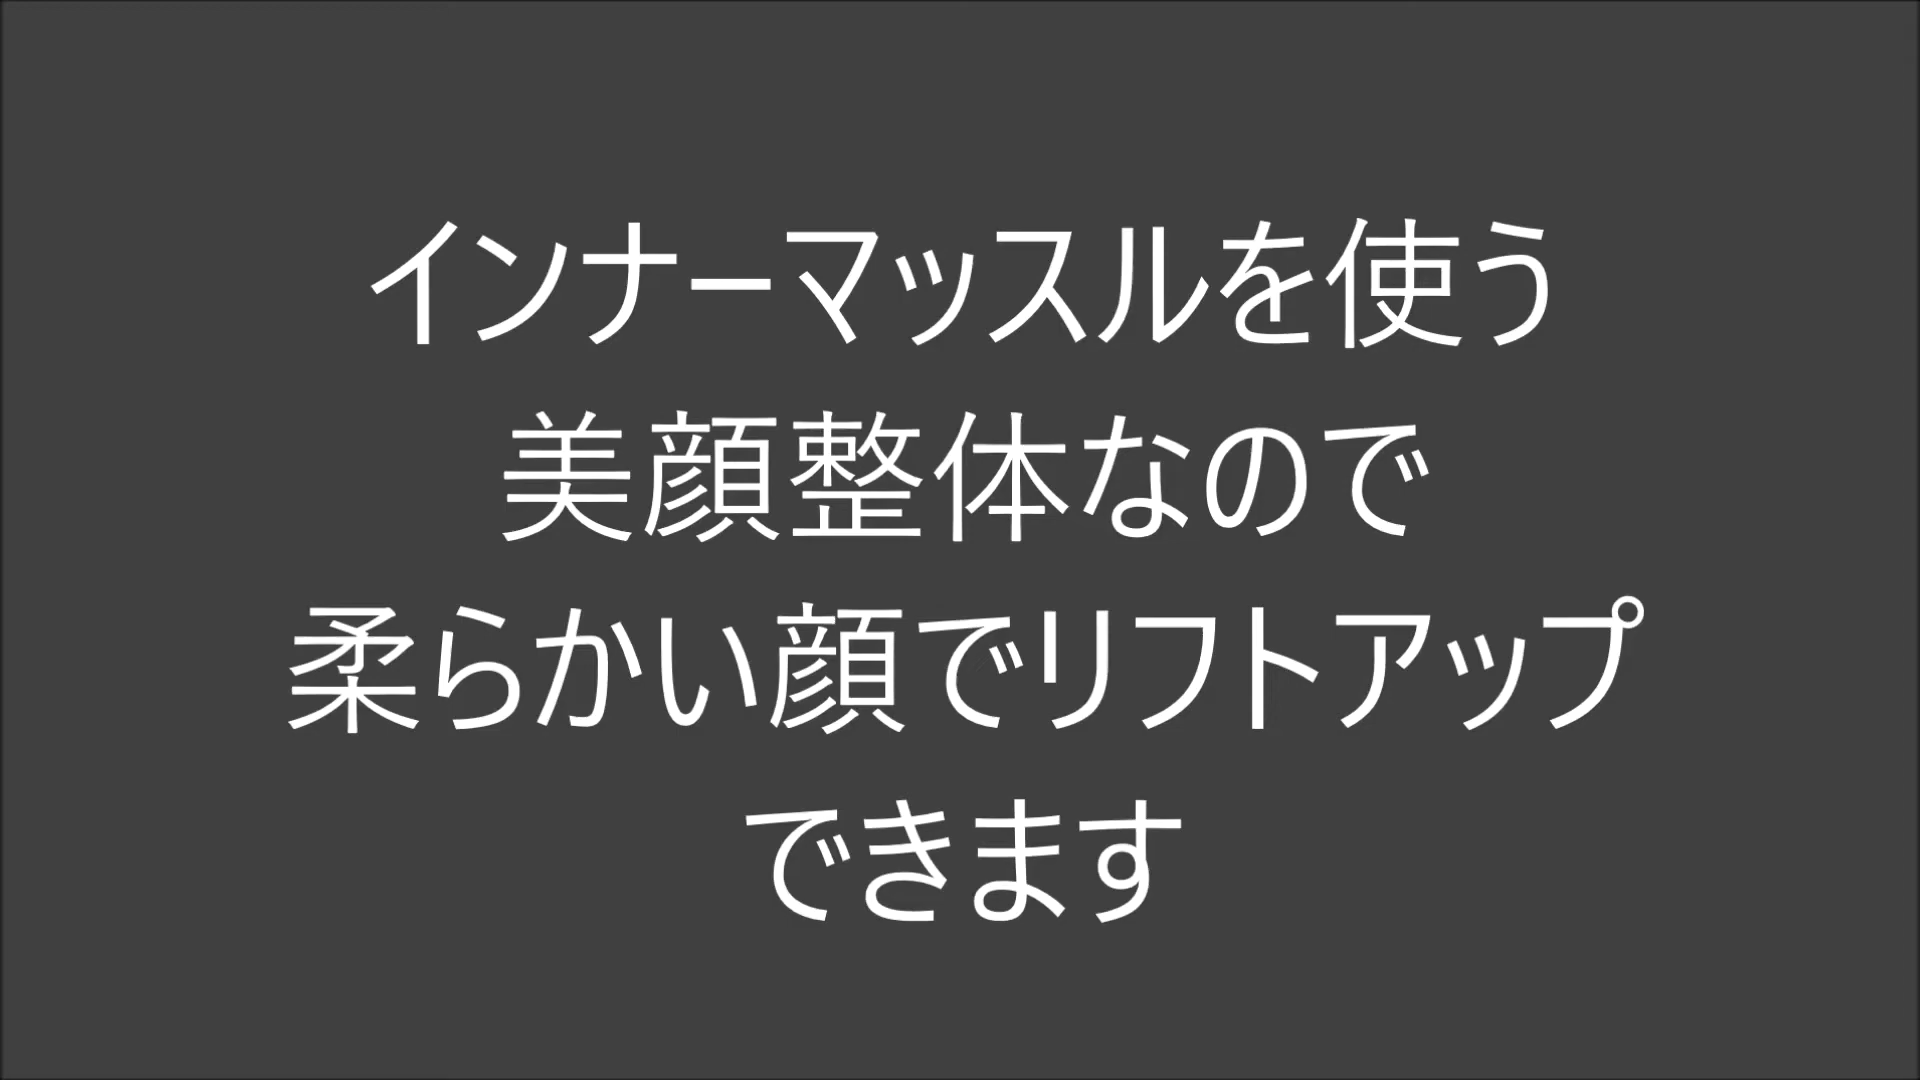 インナーマッスルを使う
美顔整体なので
柔らかい顔でリフトアップ
できます